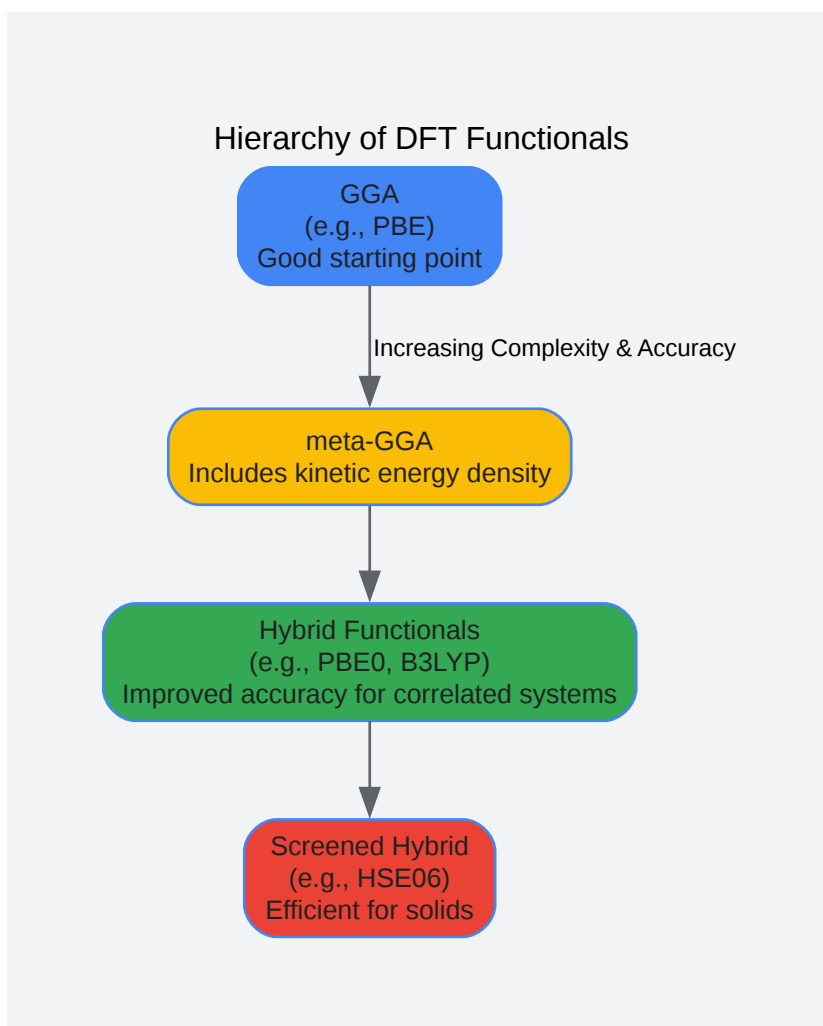 Hierarchy of DFT Functionals
GGA
(e.g., PBE)
Good starting point
Increasing Complexity & Accuracy
meta-GGA
Includes kinetic energy density
Hybrid Functionals
(e.g., PBE0, B3LYP)
Improved accuracy for correlated systems
Screened Hybrid
(e.g., HSE06)
Efficient for solids